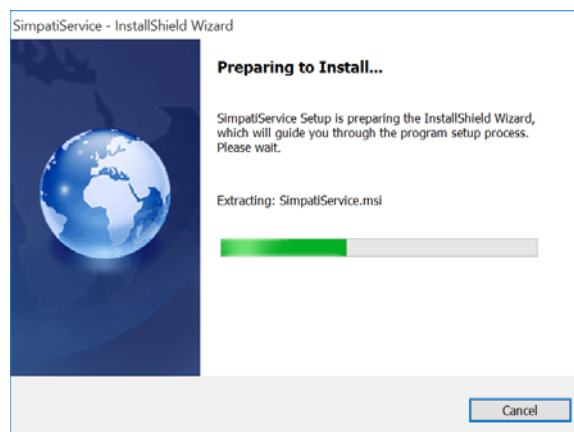 SimpatiService - InstallShield Wizard
Preparing to Install...
SimpatiService Setup is preparing the InstallShield Wizard,
which will guide you through the program setup process.
Please wait.
Extracting: SimpatiService.msi
Cancel